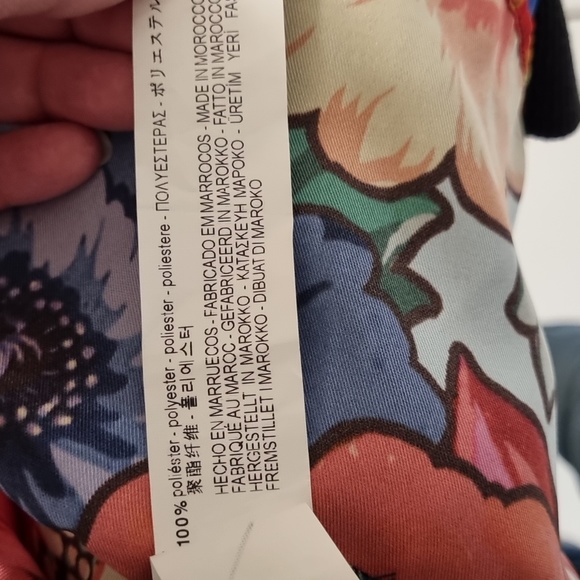 100% poliéster - polyester - poliester - poliestere - ΠΟΛΥΕΣΤΕΡΑΣ - ポリエステル
聚酯纤维 - 폴리에스터
HECHO EN MARRUECOS - FABRICADO EM MARROCOS - MADE IN MOROCCO
FABRIQUÉ AU MAROC - GEFABRICEERD IN MAROKKO - FATTO IN MAROCCO
HERGESTELLT IN MAROKKO - ΚΑΤΑΣΚΕΥΗ ΜΑΡΟΚΟ - ÜRETİM YERİ FAS
FREMSTILLET I MAROKKO - DIBUAT DI MAROKO